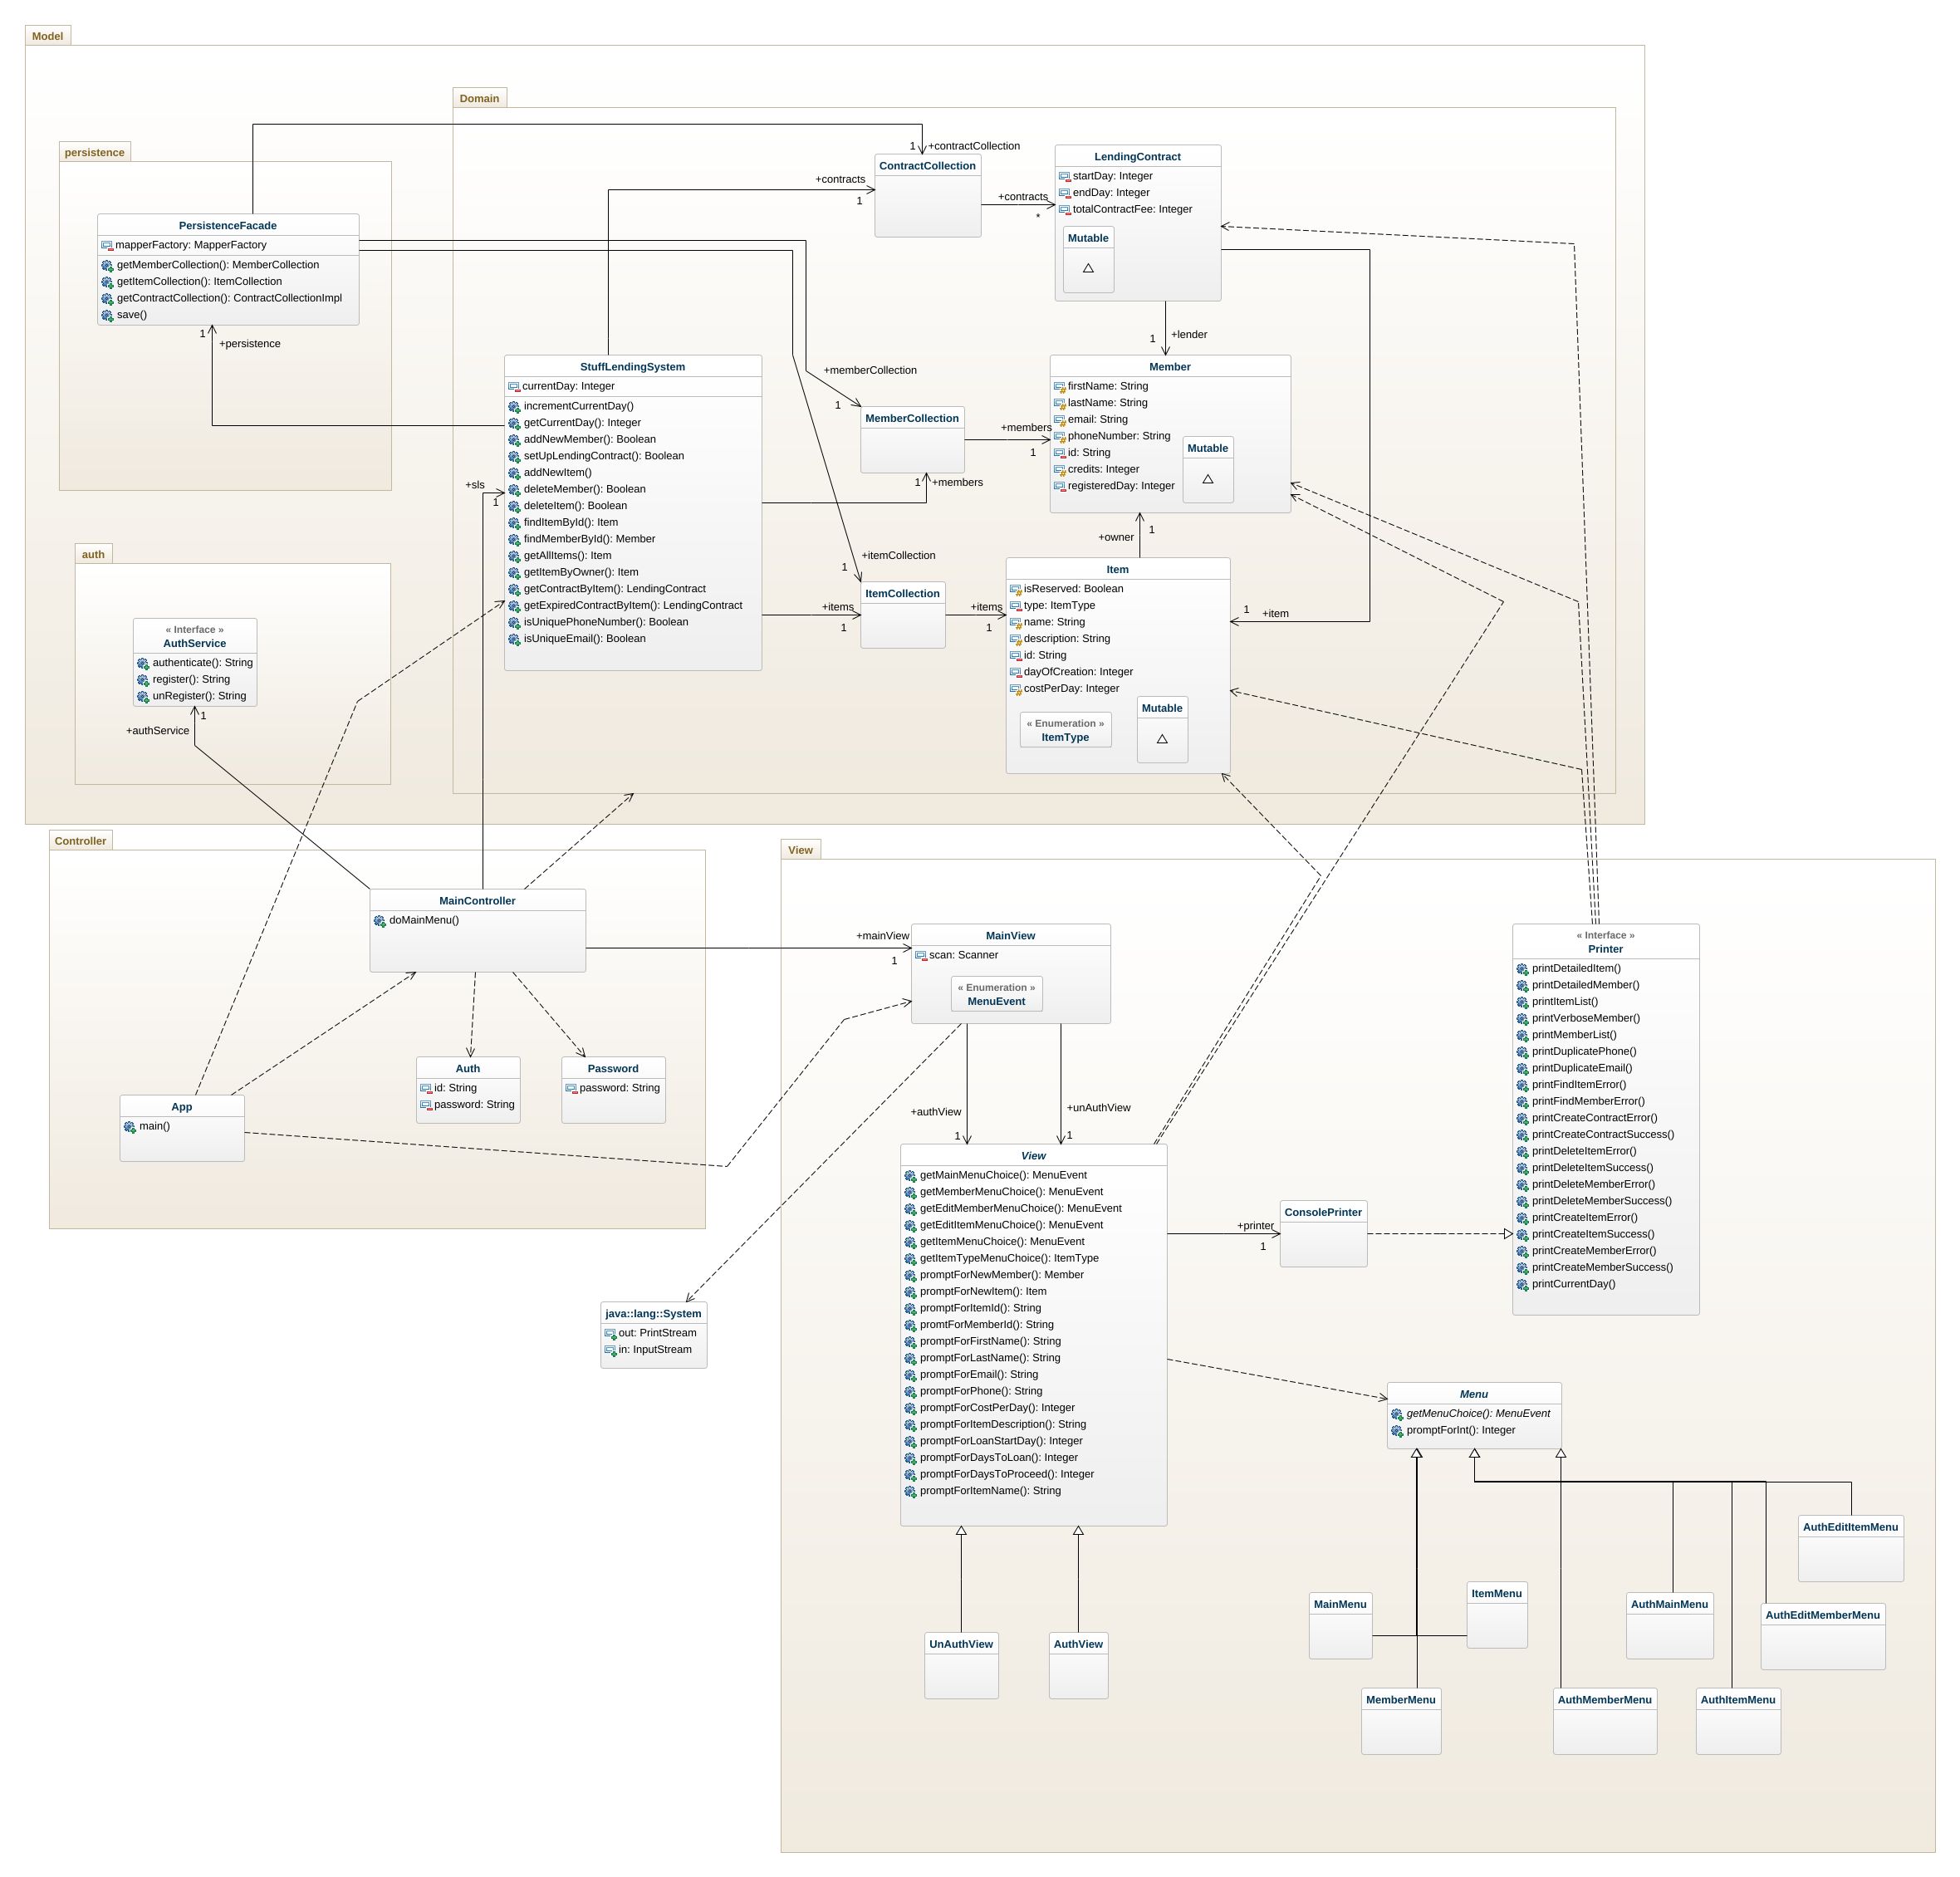 Model
Domain
persistence
1
+contractCollection
ContractCollection
+contracts
1
+contracts
*
LendingContract
startDay: Integer
endDay: Integer
totalContractFee: Integer
Mutable
PersistenceFacade
mapperFactory: MapperFactory
getMemberCollection(): MemberCollection
getItemCollection(): ItemCollection
getContractCollection(): ContractCollectionImpl
save()
1
+persistence
1
+lender
StuffLendingSystem
currentDay: Integer
incrementCurrentDay()
getCurrentDay(): Integer
addNewMember(): Boolean
setUpLendingContract(): Boolean
addNewItem()
deleteMember(): Boolean
deleteItem(): Boolean
findItemById(): Item
findMemberById(): Member
getAllItems(): Item
getItemByOwner(): Item
getContractByItem(): LendingContract
getExpiredContractByItem(): LendingContract
isUniquePhoneNumber(): Boolean
isUniqueEmail(): Boolean
+sls
1
+memberCollection
1
MemberCollection
+members
1
1
+members
Member
firstName: String
lastName: String
email: String
phoneNumber: String
id: String
credits: Integer
registeredDay: Integer
Mutable
+owner
1
+itemCollection
1
ItemCollection
+items
1
+items
1
Item
isReserved: Boolean
type: ItemType
name: String
description: String
id: String
dayOfCreation: Integer
costPerDay: Integer
« Enumeration »
ItemType
Mutable
1
+item
auth
« Interface »
AuthService
authenticate(): String
register(): String
unRegister(): String
1
+authService
Controller
MainController
doMainMenu()
Auth
id: String
password: String
Password
password: String
App
main()
View
+mainView
1
MainView
scan: Scanner
« Enumeration »
MenuEvent
+authView
1
+unAuthView
1
View
getMainMenuChoice(): MenuEvent
getMemberMenuChoice(): MenuEvent
getEditMemberMenuChoice(): MenuEvent
getEditItemMenuChoice(): MenuEvent
getItemMenuChoice(): MenuEvent
getItemTypeMenuChoice(): ItemType
promptForNewMember(): Member
promptForNewItem(): Item
promptForItemId(): String
promtForMemberId(): String
promptForFirstName(): String
promptForLastName(): String
promptForEmail(): String
promptForPhone(): String
promptForCostPerDay(): Integer
promptForItemDescription(): String
promptForLoanStartDay(): Integer
promptForDaysToLoan(): Integer
promptForDaysToProceed(): Integer
promptForItemName(): String
java::lang::System
out: PrintStream
in: InputStream
+printer
1
ConsolePrinter
« Interface »
Printer
printDetailedItem()
printDetailedMember()
printItemList()
printVerboseMember()
printMemberList()
printDuplicatePhone()
printDuplicateEmail()
printFindItemError()
printFindMemberError()
printCreateContractError()
printCreateContractSuccess()
printDeleteItemError()
printDeleteItemSuccess()
printDeleteMemberError()
printDeleteMemberSuccess()
printCreateItemError()
printCreateItemSuccess()
printCreateMemberError()
printCreateMemberSuccess()
printCurrentDay()
Menu
getMenuChoice(): MenuEvent
promptForInt(): Integer
AuthEditItemMenu
MainMenu
ItemMenu
AuthMainMenu
AuthEditMemberMenu
UnAuthView
AuthView
MemberMenu
AuthMemberMenu
AuthItemMenu